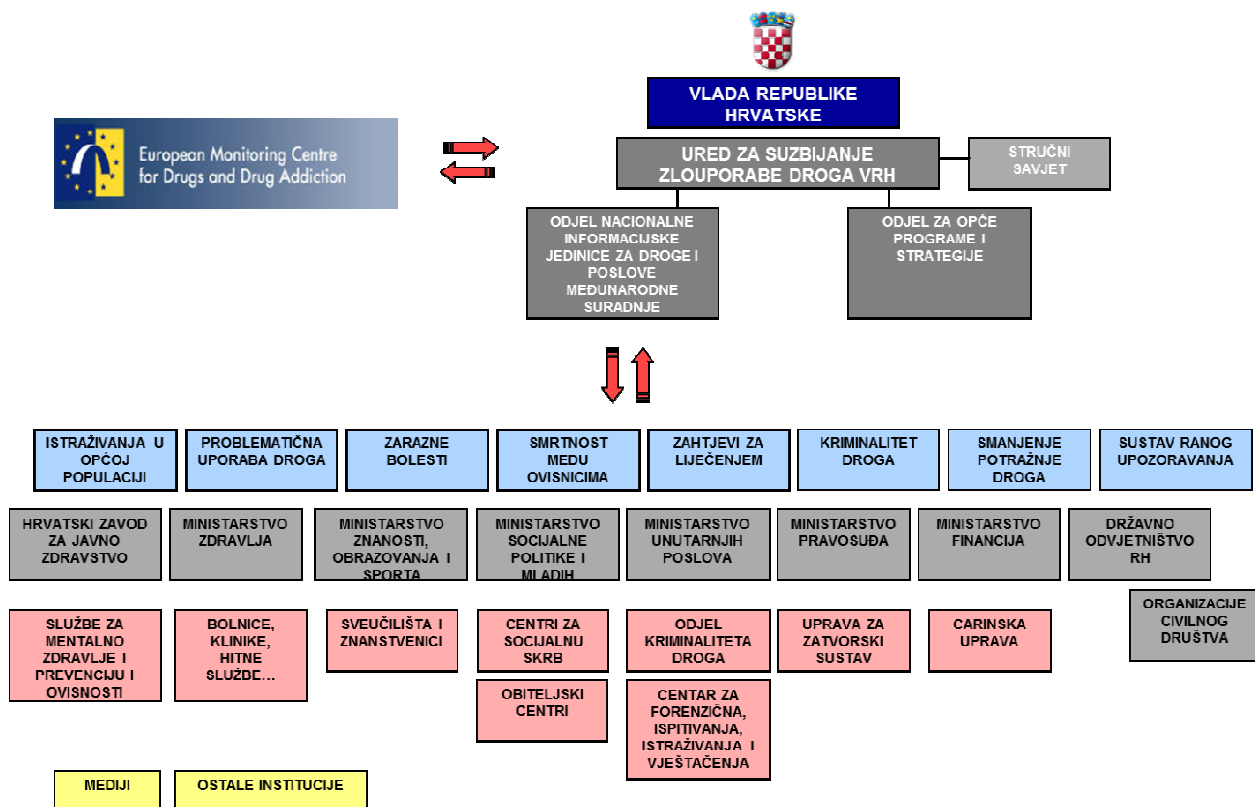 VLADA REPUBLIKE
HRVATSKE
European Monitoring Centre
for Drugs and Drug Addiction
URED ZA SUZBIJANJE
ZLOUPORABE DROGA VRH
STRUČNI
SAVJET
ODJEL NACIONALNE
INFORMACIJSKE
JEDINICE ZA DROGE I
POSLOVE
MEĐUNARODNE
SURADNJE
ODJEL ZA OPĆE
PROGRAME I
STRATEGIJE
ISTRAŽIVANJA U
OPĆOJ
POPULACIJI
PROBLEMATIČNA
UPORABA DROGA
ZARAZNE
BOLESTI
SMRTNOST
MEĐU
OVISNICIMA
ZAHTJEVI ZA
LIJEČENJEM
KRIMINALITET
DROGA
SMANJENJE
POTRAŽNJE
DROGA
SUSTAV RANOG
UPOZORAVANJA
HRVATSKI ZAVOD
ZA JAVNO
ZDRAVSTVO
MINISTARSTVO
ZDRAVLJA
MINISTARSTVO
ZNANOSTI,
OBRAZOVANJA I
SPORTA
MINISTARSTVO
SOCIJALNE
POLITIKE I
MLADIH
MINISTARSTVO
UNUTARNJIH
POSLOVA
MINISTARSTVO
PRAVOSUĐA
MINISTARSTVO
FINANCIJA
DRŽAVNO
ODVJETNIŠTVO
RH
ORGANIZACIJE
CIVILNOG
DRUŠTVA
SLUŽBE ZA
MENTALNO
ZDRAVLJE I
PREVENCIJU I
OVISNOSTI
BOLNICE,
KLINIKE,
HITNE
SLUŽBE...
SVEUČILIŠTA I
ZNANSTVENICI
CENTRI ZA
SOCIJALNU
SKRB
OBITELJSKI
CENTRI
ODJEL
KRIMINALITETA
DROGA
CENTAR ZA
FORENZIČNA,
ISPITIVANJA,
ISTRAŽIVANJA I
VJEŠTAČENJA
UPRAVA ZA
ZATVORSKI
SUSTAV
CARINSKA
UPRAVA
MEDIJI
OSTALE INSTITUCIJE